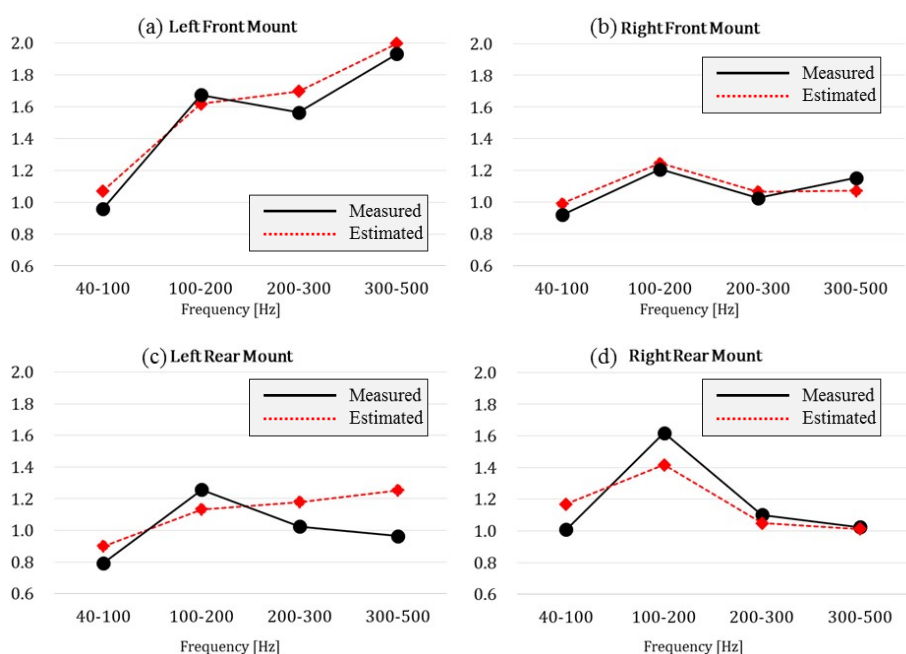 (a) Left Front Mount
2.0
1.8
1.6
1.4
1.2
1.0
0.8
0.6
Measured
Estimated
40-100 100-200 200-300 300-500
Frequency [Hz]
(b) Right Front Mount
2.0
1.8
1.6
1.4
1.2
1.0
0.8
0.6
Measured
Estimated
40-100 100-200 200-300 300-500
Frequency [Hz]
(c) Left Rear Mount
2.0
1.8
1.6
1.4
1.2
1.0
0.8
0.6
Measured
Estimated
40-100 100-200 200-300 300-500
Frequency [Hz]
(d) Right Rear Mount
2.0
1.8
1.6
1.4
1.2
1.0
0.8
0.6
Measured
Estimated
40-100 100-200 200-300 300-500
Frequency [Hz]